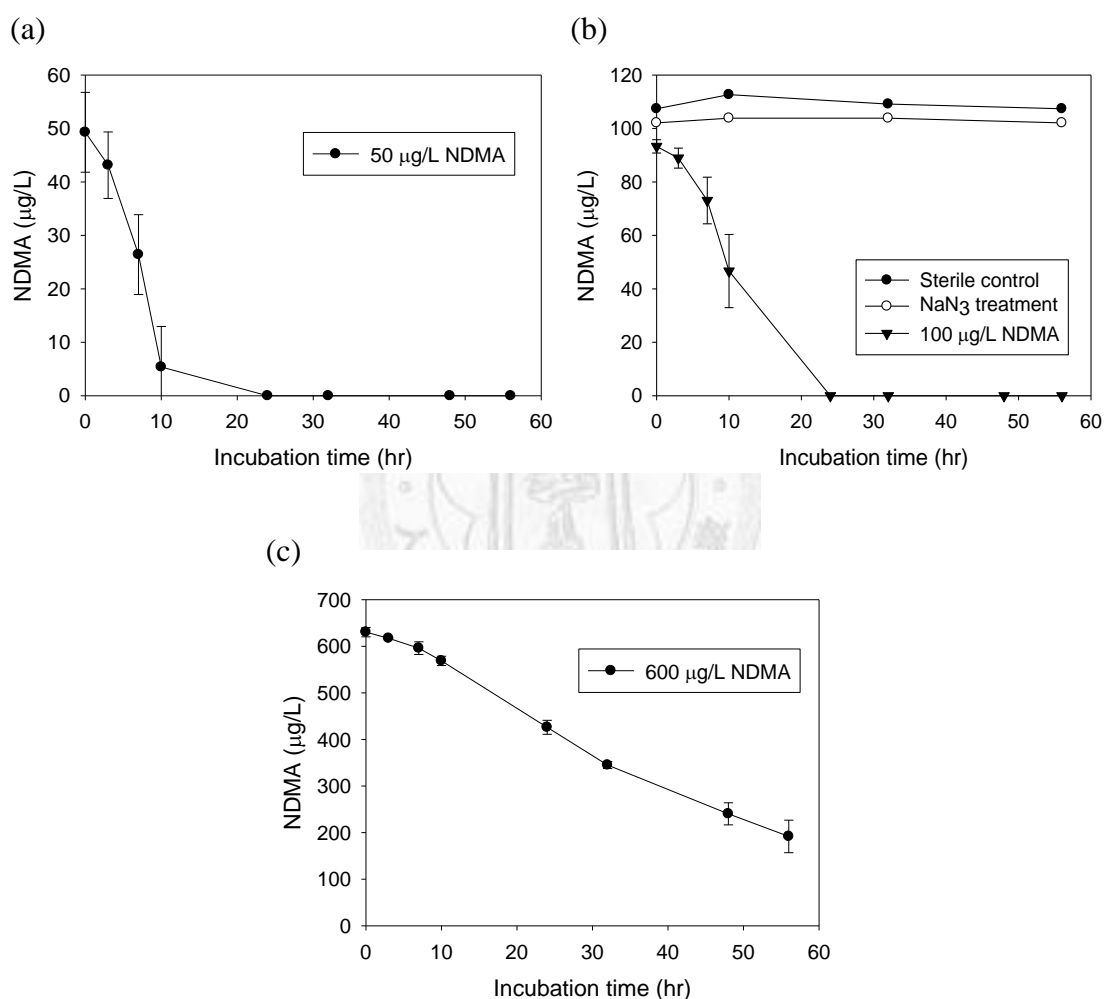 (a)
60
50
40
30
20
10
0
NDMA (μg/L)
50 μg/L NDMA
0 10 20 30 40 50 60
Incubation time (hr)
(b)
120
100
80
60
40
20
0
NDMA (μg/L)
Sterile control
NaN3 treatment
100 μg/L NDMA
0 10 20 30 40 50 60
Incubation time (hr)
(c)
700
600
500
400
300
200
100
0
NDMA (μg/L)
600 μg/L NDMA
0 10 20 30 40 50 60
Incubation time (hr)